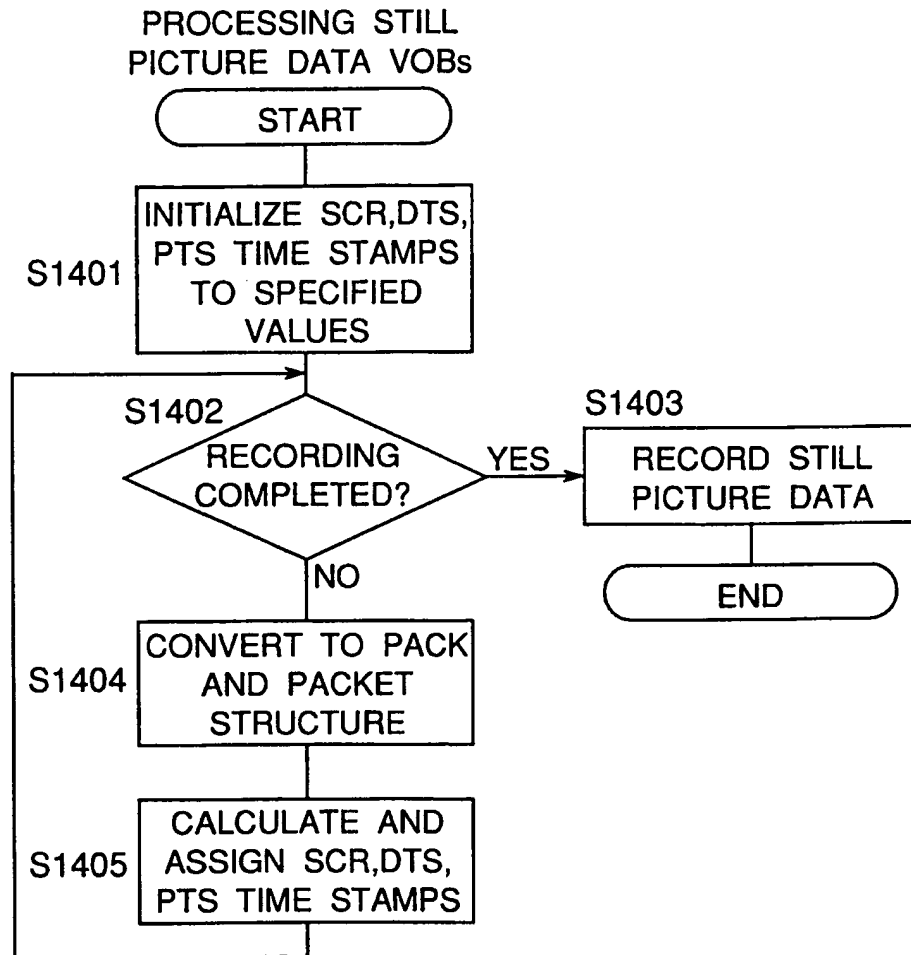 PROCESSING STILL
PICTURE DATA VOBs
START
S1401
INITIALIZE SCR,DTS,
PTS TIME STAMPS
TO SPECIFIED
VALUES
S1402
RECORDING
COMPLETED?
YES
S1403
RECORD STILL
PICTURE DATA
END
NO
S1404
CONVERT TO PACK
AND PACKET
STRUCTURE
S1405
CALCULATE AND
ASSIGN SCR,DTS,
PTS TIME STAMPS